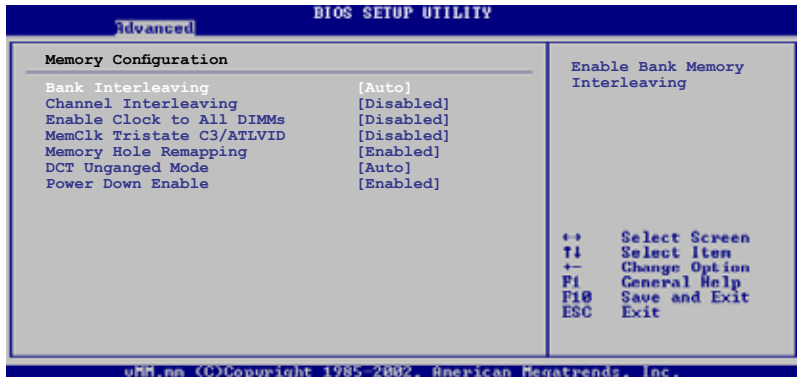 BIOS SETUP UTILITY
Advanced
Memory Configuration
Bank Interleaving [Auto]
Channel Interleaving [Disabled]
Enable Clock to All DIMMs [Disabled]
MemClk Tristate C3/ATLVID [Disabled]
Memory Hole Remapping [Enabled]
DCT Unganged Mode [Auto]
Power Down Enable [Enabled]
Enable Bank Memory
Interleaving
←→ Select Screen
↑↓ Select Item
+- Change Option
F1 General Help
F10 Save and Exit
ESC Exit
vMM.mm (C)Copyright 1985-2002, American Megatrends, Inc.